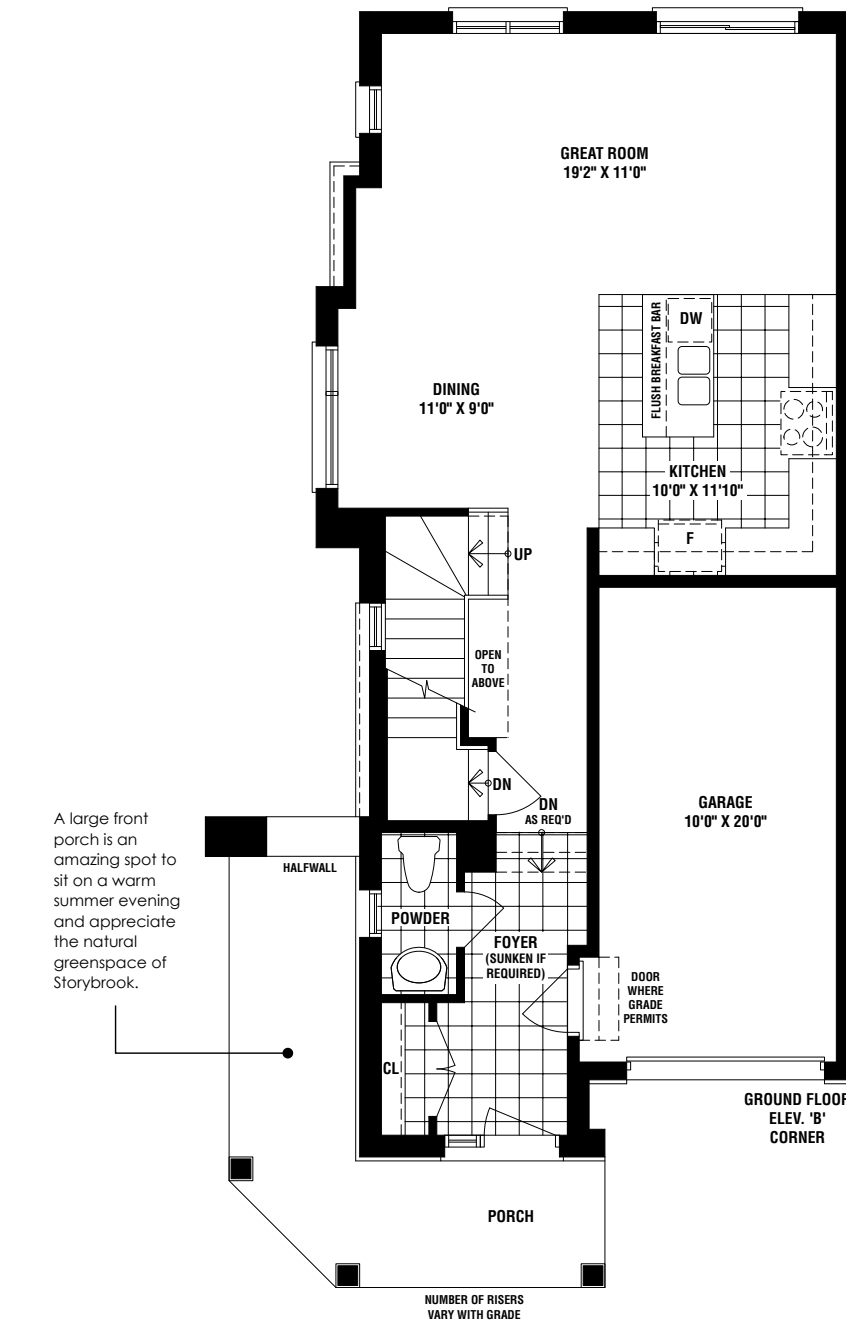 GREAT ROOM
19'2" X 11'0"
FLUSH BREAKFAST BAR
DW
DINING
11'0" X 9'0"
KITCHEN
10'0" X 11'10"
F
UP
OPEN
TO
ABOVE
DN
DN
AS REQ'D
GARAGE
10'0" X 20'0"
A large front
porch is an
amazing spot to
sit on a warm
summer evening
and appreciate
the natural
greenspace of
Storybrook.
HALFWALL
POWDER
FOYER
(SUNKEN IF
REQUIRED)
DOOR
WHERE
GRADE
PERMITS
CL
GROUND FLOOR
ELEV. 'B'
CORNER
PORCH
NUMBER OF RISERS
VARY WITH GRADE